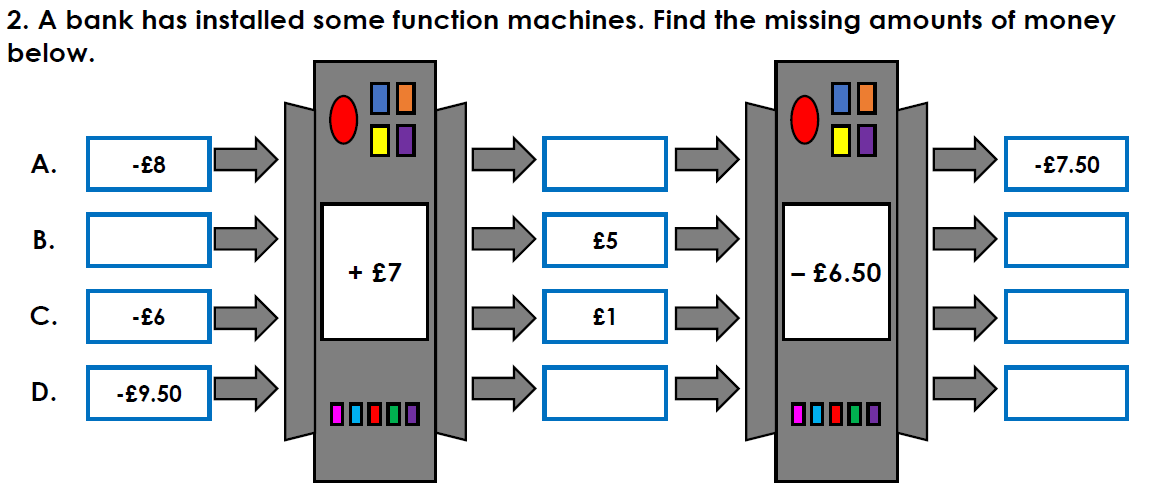 2. A bank has installed some function machines. Find the missing amounts of money
below.
A. -£8 -£7.50
B. £5
+ £7 – £6.50
C. -£6 £1
D. -£9.50